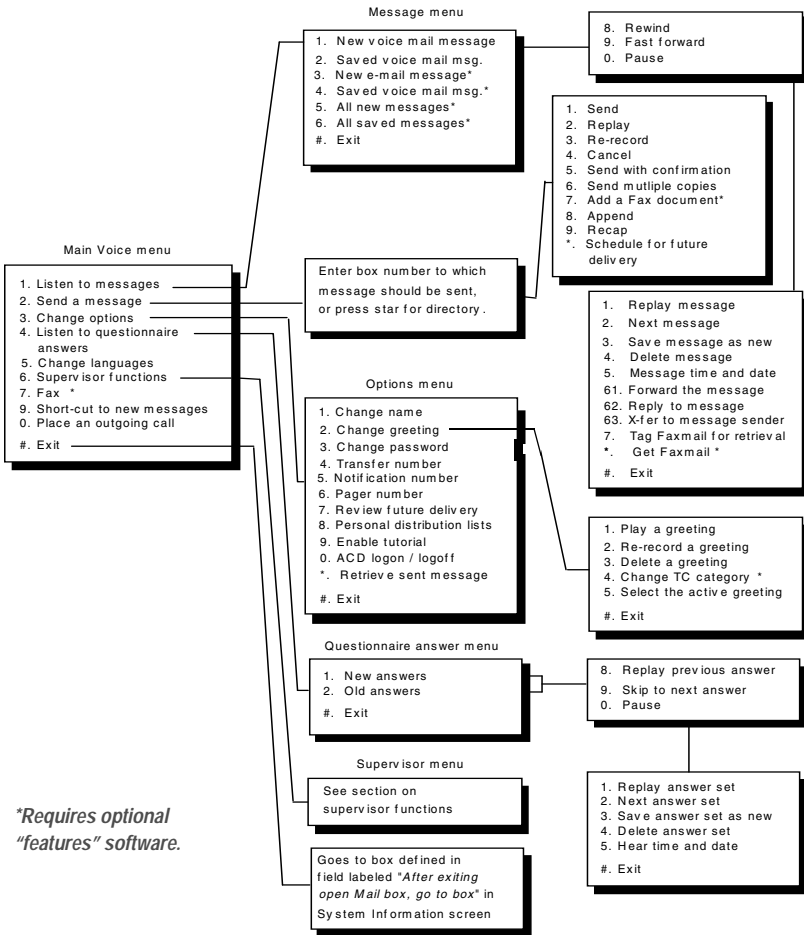 Message menu
1. New voice mail message
2. Saved voice mail msg.
3. New e-mail message*
4. Saved voice mail msg.*
5. All new messages*
6. All saved messages*
#. Exit
8. Rewind
9. Fast forward
0. Pause
1. Send
2. Replay
3. Re-record
4. Cancel
5. Send with confirmation
6. Send mutliple copies
7. Add a Fax document*
8. Append
9. Recap
*. Schedule for future
delivery
Main Voice menu
1. Listen to messages
2. Send a message
3. Change options
4. Listen to questionnaire
answers
5. Change languages
6. Supervisor functions
7. Fax *
9. Short-cut to new messages
0. Place an outgoing call
#. Exit
Enter box number to which
message should be sent,
or press star for directory.
1. Replay message
2. Next message
3. Save message as new
4. Delete message
5. Message time and date
61. Forward the message
62. Reply to message
63. X-fer to message sender
7. Tag Faxmail for retrieval
*. Get Faxmail *
#. Exit
Options menu
1. Change name
2. Change greeting
3. Change password
4. Transfer number
5. Notification number
6. Pager number
7. Review future delivery
8. Personal distribution lists
9. Enable tutorial
0. ACD logon / logoff
*. Retrieve sent message
#. Exit
1. Play a greeting
2. Re-record a greeting
3. Delete a greeting
4. Change TC category *
5. Select the active greeting
#. Exit
Questionnaire answer menu
1. New answers
2. Old answers
#. Exit
8. Replay previous answer
9. Skip to next answer
0. Pause
Supervisor menu
See section on
supervisor functions
1. Replay answer set
2. Next answer set
3. Save answer set as new
4. Delete answer set
5. Hear time and date
#. Exit
*Requires optional
"features" software.
Goes to box defined in
field labeled "After exiting
open Mail box, go to box" in
System Information screen